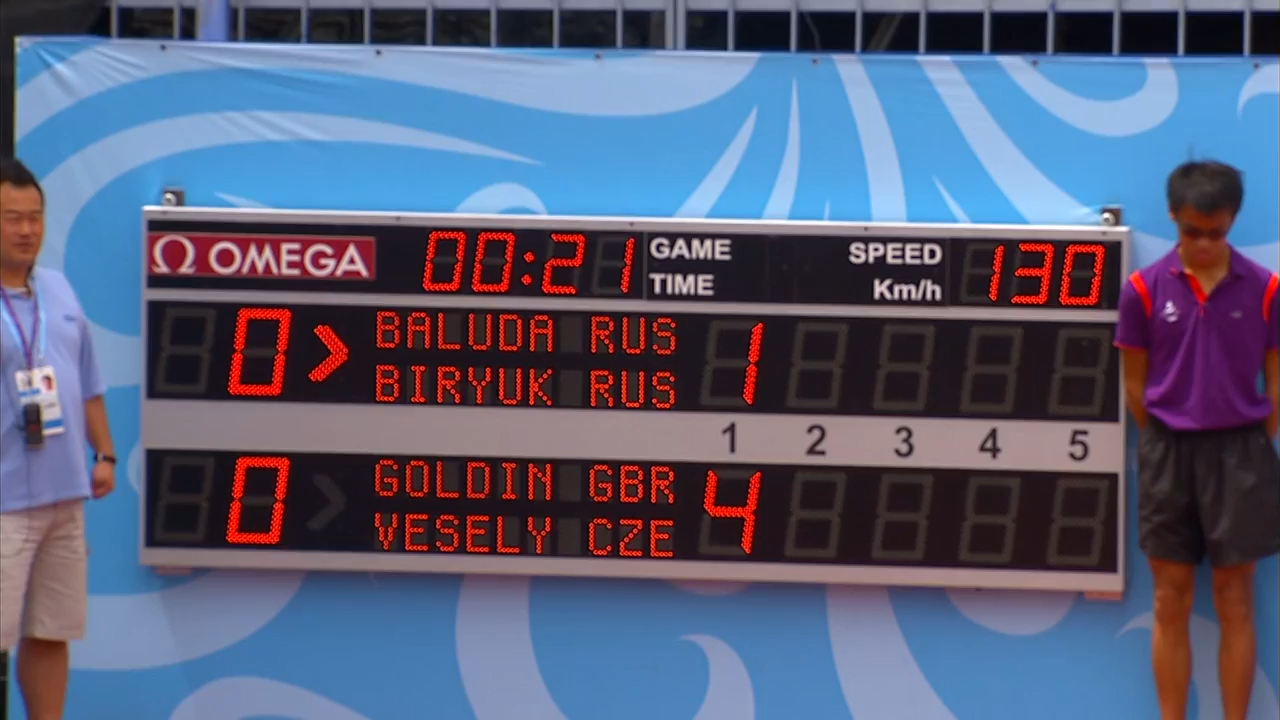 Ω OMEGA 00:21 GAME TIME SPEED Km/h 130
0 > BALUDA RUS 1
BIRYUK RUS
1 2 3 4 5
0 GOLDIN GBR 4
VESELY CZE